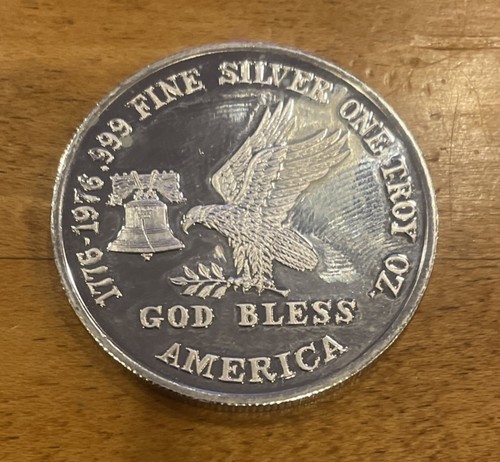 1776-1976 .999 FINE SILVER ONE TROY OZ.
GOD BLESS
AMERICA